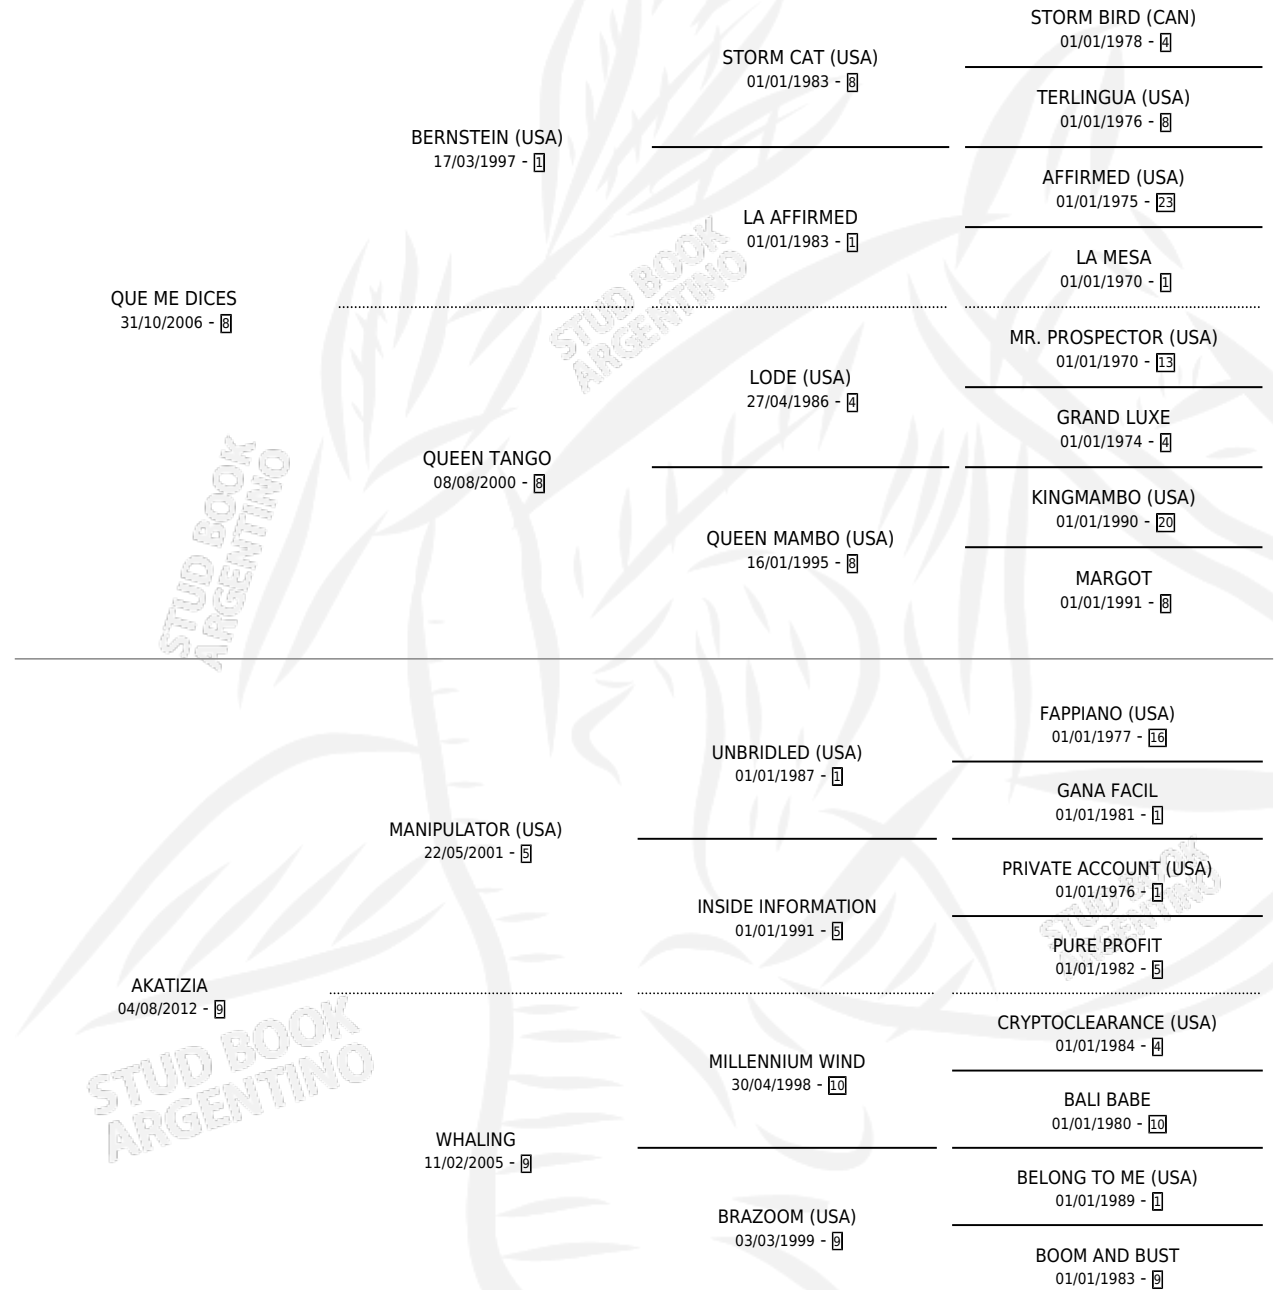 STORM BIRD (CAN)
01/01/1978 - 4
STORM CAT (USA)
01/01/1983 - 8
TERLINGUA (USA)
01/01/1976 - 8
BERNSTEIN (USA)
17/03/1997 - 1
AFFIRMED (USA)
01/01/1975 - 23
LA AFFIRMED
01/01/1983 - 1
LA MESA
01/01/1970 - 1
QUE ME DICES
31/10/2006 - 8
MR. PROSPECTOR (USA)
01/01/1970 - 13
LODE (USA)
27/04/1986 - 4
GRAND LUXE
01/01/1974 - 4
QUEEN TANGO
08/08/2000 - 8
KINGMAMBO (USA)
01/01/1990 - 20
QUEEN MAMBO (USA)
16/01/1995 - 8
MARGOT
01/01/1991 - 8
FAPPIANO (USA)
01/01/1977 - 16
UNBRIDLED (USA)
01/01/1987 - 1
GANA FACIL
01/01/1981 - 1
MANIPULATOR (USA)
22/05/2001 - 5
PRIVATE ACCOUNT (USA)
01/01/1976 - 1
INSIDE INFORMATION
01/01/1991 - 5
PURE PROFIT
01/01/1982 - 5
AKATIZIA
04/08/2012 - 9
CRYPTOCLEARANCE (USA)
01/01/1984 - 4
MILLENNIUM WIND
30/04/1998 - 10
BALI BABE
01/01/1980 - 10
WHALING
11/02/2005 - 9
BELONG TO ME (USA)
01/01/1989 - 1
BRAZOOM (USA)
03/03/1999 - 9
BOOM AND BUST
01/01/1983 - 9
STUD BOOK
ARGENTINO
STUD BOOK
ARGENTINO
STUD BOOK
ARGENTINO
STUD BOOK
ARGENTINO